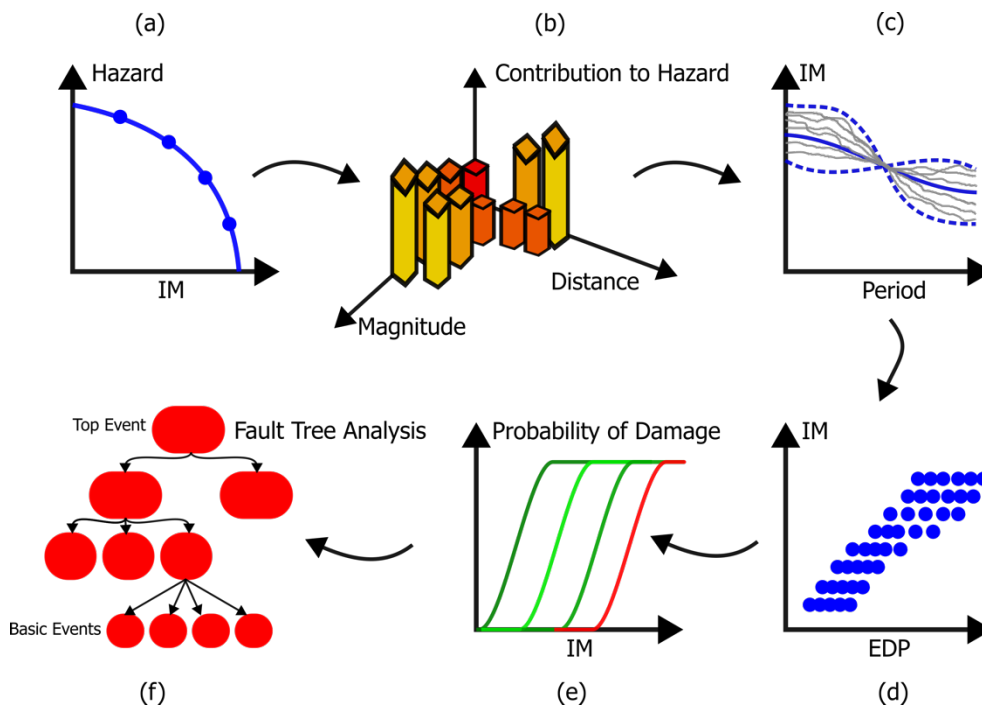 (a)
(b)
(c)
Hazard
Contribution to Hazard
IM
IM
Distance
Magnitude
Period
Top Event
Fault Tree Analysis
Probability of Damage
IM
Basic Events
IM
EDP
(f)
(e)
(d)